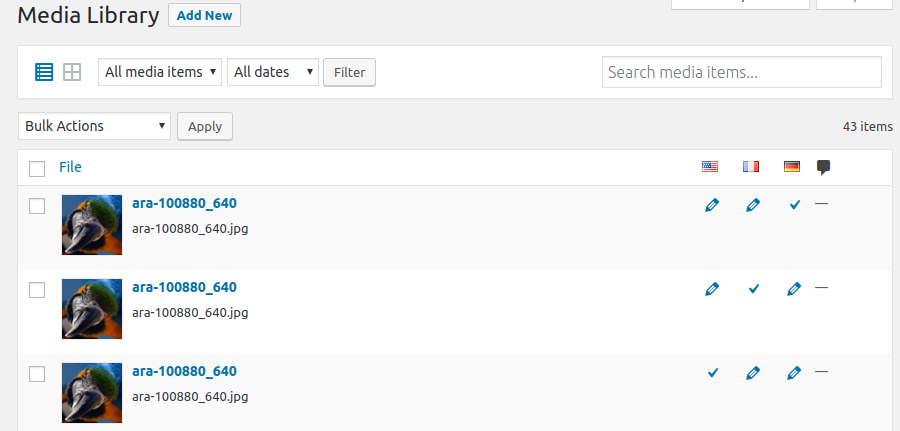 Media Library Add New
All media items All dates Filter Search media items...
Bulk Actions Apply 43 items
File
ara-100880_640
ara-100880_640.jpg
ara-100880_640
ara-100880_640.jpg
ara-100880_640
ara-100880_640.jpg